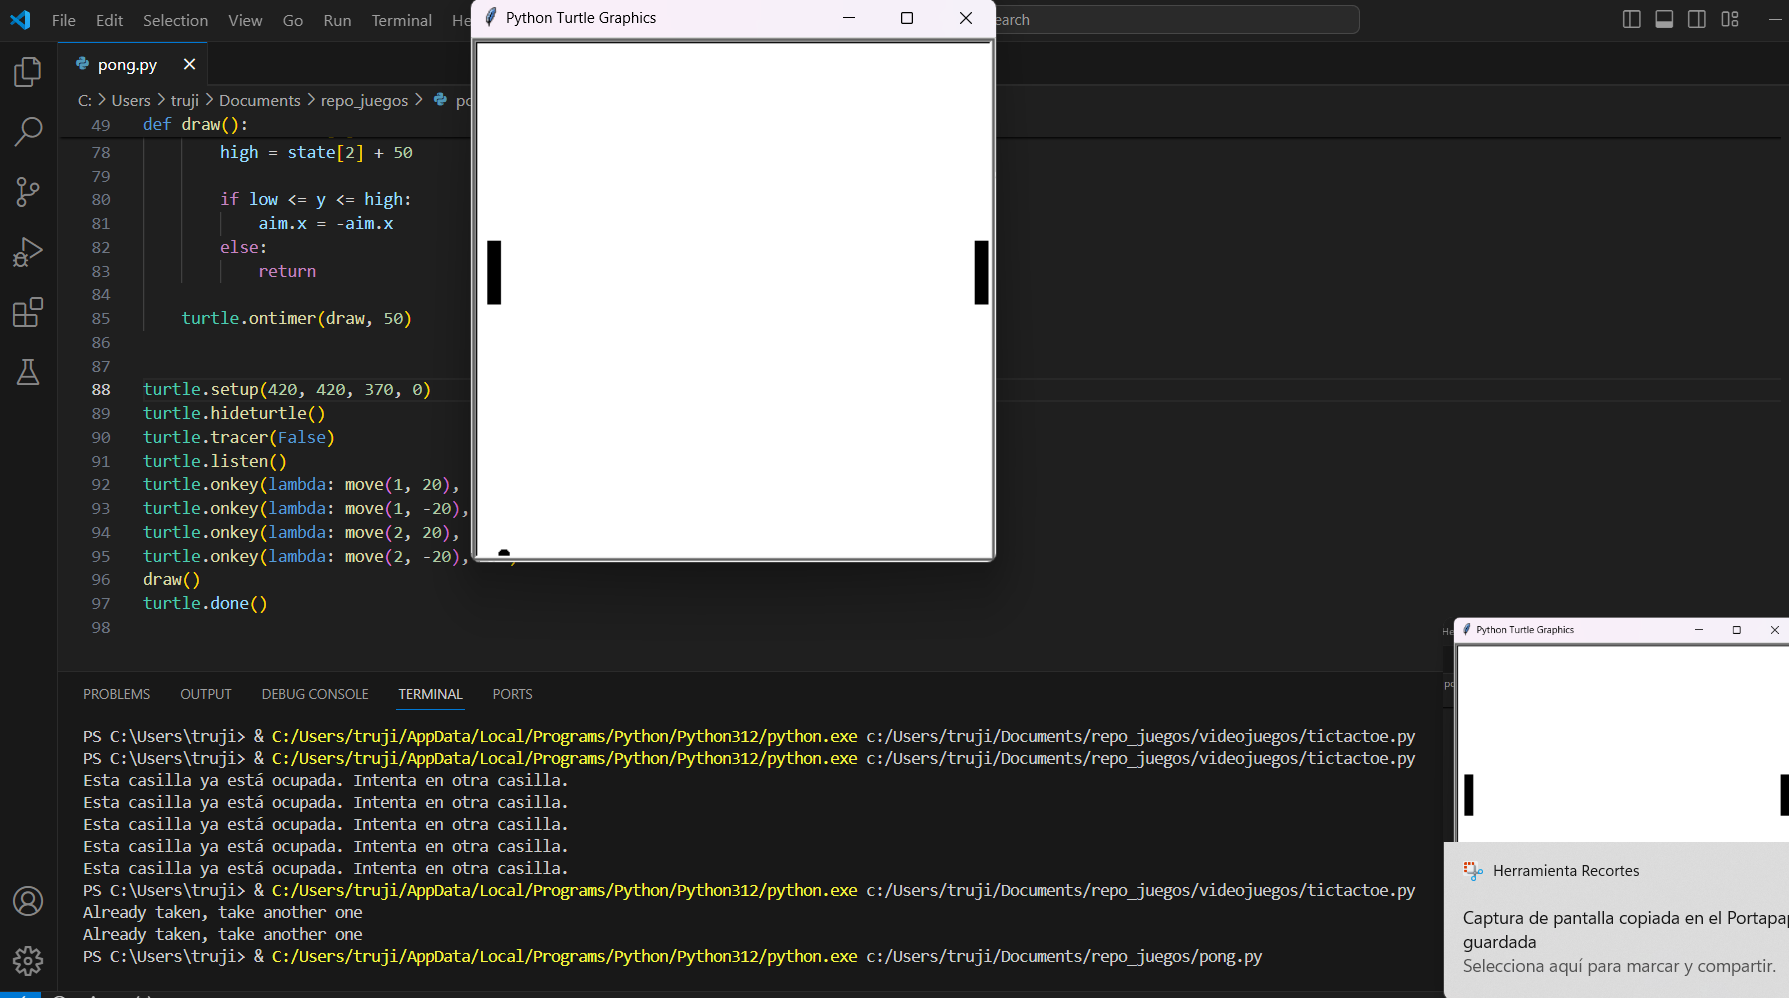 File Edit Selection View Go Run Terminal He
Python Turtle Graphics
earch
pong.py
C: > Users > truji > Documents > repo_juegos > po
49 def draw():
78 high = state[2] + 50
79
80 if low <= y <= high:
81 aim.x = -aim.x
82 else:
83 return
84
85 turtle.ontimer(draw, 50)
86
87
88 turtle.setup(420, 420, 370, 0)
89 turtle.hideturtle()
90 turtle.tracer(False)
91 turtle.listen()
92 turtle.onkey(lambda: move(1, 20),
93 turtle.onkey(lambda: move(1, -20),
94 turtle.onkey(lambda: move(2, 20),
95 turtle.onkey(lambda: move(2, -20),
96 draw()
97 turtle.done()
98
PROBLEMS OUTPUT DEBUG CONSOLE TERMINAL PORTS
PS C:\Users\truji> & C:/Users/truji/AppData/Local/Programs/Python/Python312/python.exe c:/Users/truji/Documents/repo_juegos/videojuegos/tictactoe.py
PS C:\Users\truji> & C:/Users/truji/AppData/Local/Programs/Python/Python312/python.exe c:/Users/truji/Documents/repo_juegos/videojuegos/tictactoe.py
Esta casilla ya está ocupada. Intenta en otra casilla.
Esta casilla ya está ocupada. Intenta en otra casilla.
Esta casilla ya está ocupada. Intenta en otra casilla.
Esta casilla ya está ocupada. Intenta en otra casilla.
Esta casilla ya está ocupada. Intenta en otra casilla.
PS C:\Users\truji> & C:/Users/truji/AppData/Local/Programs/Python/Python312/python.exe c:/Users/truji/Documents/repo_juegos/videojuegos/tictactoe.py
Already taken, take another one
Already taken, take another one
PS C:\Users\truji> & C:/Users/truji/AppData/Local/Programs/Python/Python312/python.exe c:/Users/truji/Documents/repo_juegos/pong.py
He
Python Turtle Graphics
po
Herramienta Recortes
Captura de pantalla copiada en el Portapap
guardada
Selecciona aquí para marcar y compartir.